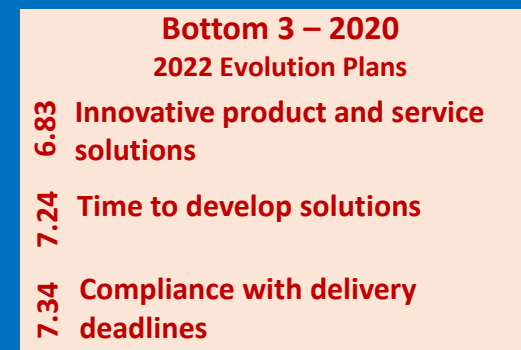 Bottom 3 – 2020
2022 Evolution Plans
6.83
Innovative product and service
solutions
7.24
Time to develop solutions
7.34
Compliance with delivery
deadlines